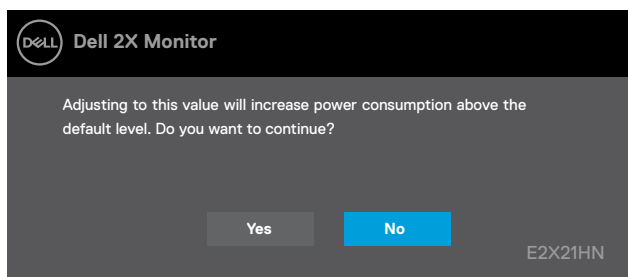 DELL Dell 2X Monitor
Adjusting to this value will increase power consumption above the
default level. Do you want to continue?
Yes No
E2X21HN